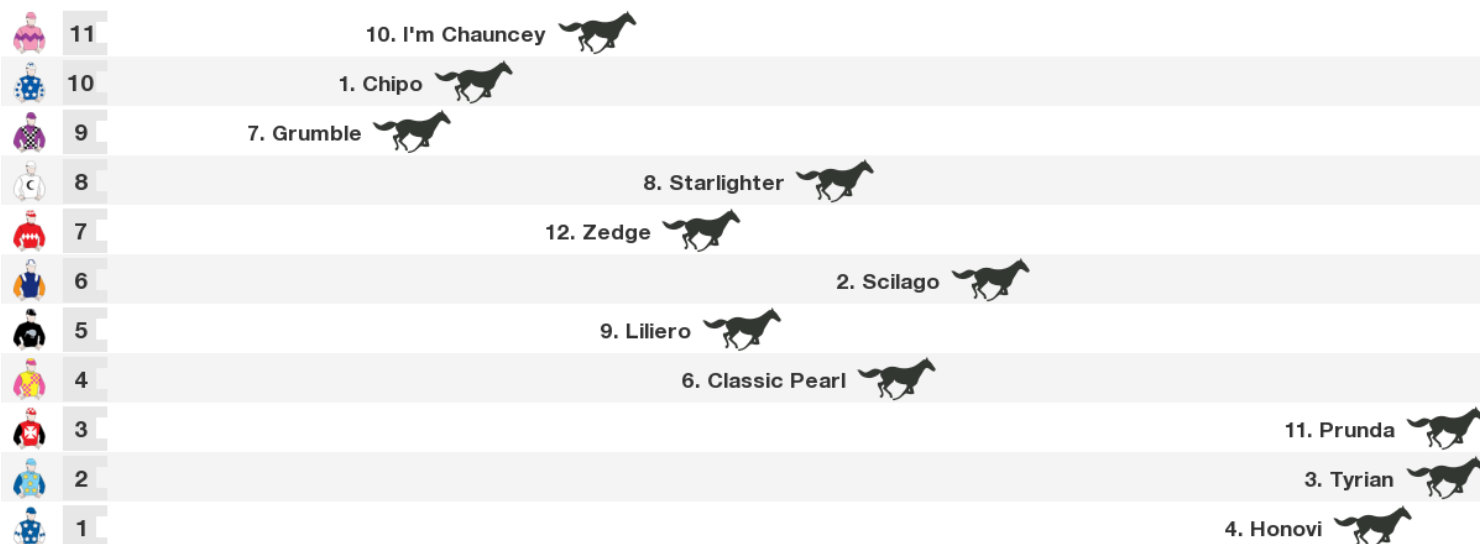 11 10. I'm Chauncey
10 1. Chipo
9 7. Grumble
8 C 8. Starlighter
7 12. Zedge
6 2. Scilago
5 9. Liliero
4 6. Classic Pearl
3 11. Prunda
2 3. Tyrian
1 4. Honovi